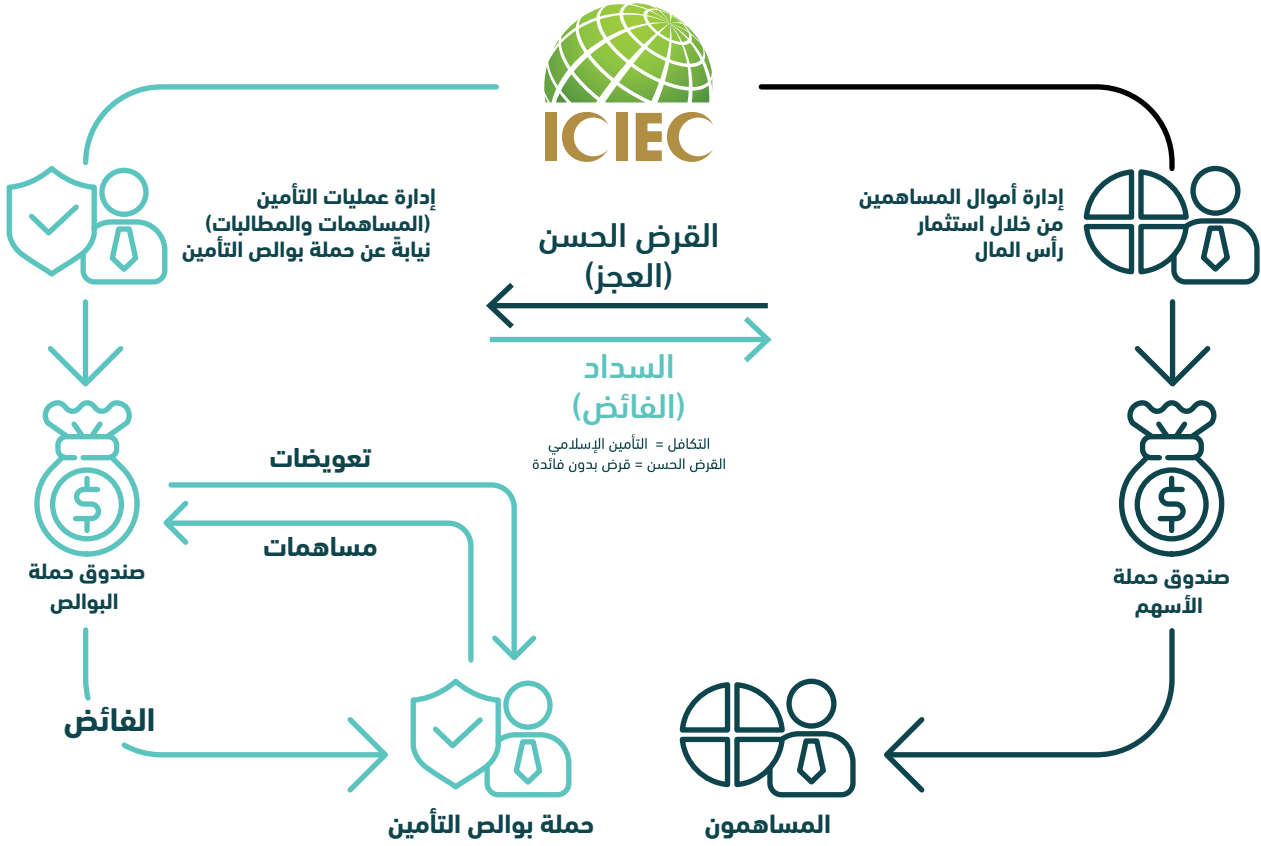 ICIEC
إدارة أموال المساهمين
من خلال استثمار
رأس المال
القرض الحسن
(العجز)
السداد
(الفائض)
التكافل = التأمين الإسلامي
القرض الحسن = قرض بدون فائدة
إدارة عمليات التأمين
(المساهمات والمطالبات)
نيابةً عن حملة بوالص التأمين
تعويضات
مساهمات
صندوق حملة
الأسهم
صندوق حملة
البوالص
الفائض
المساهمون
حملة بوالص التأمين